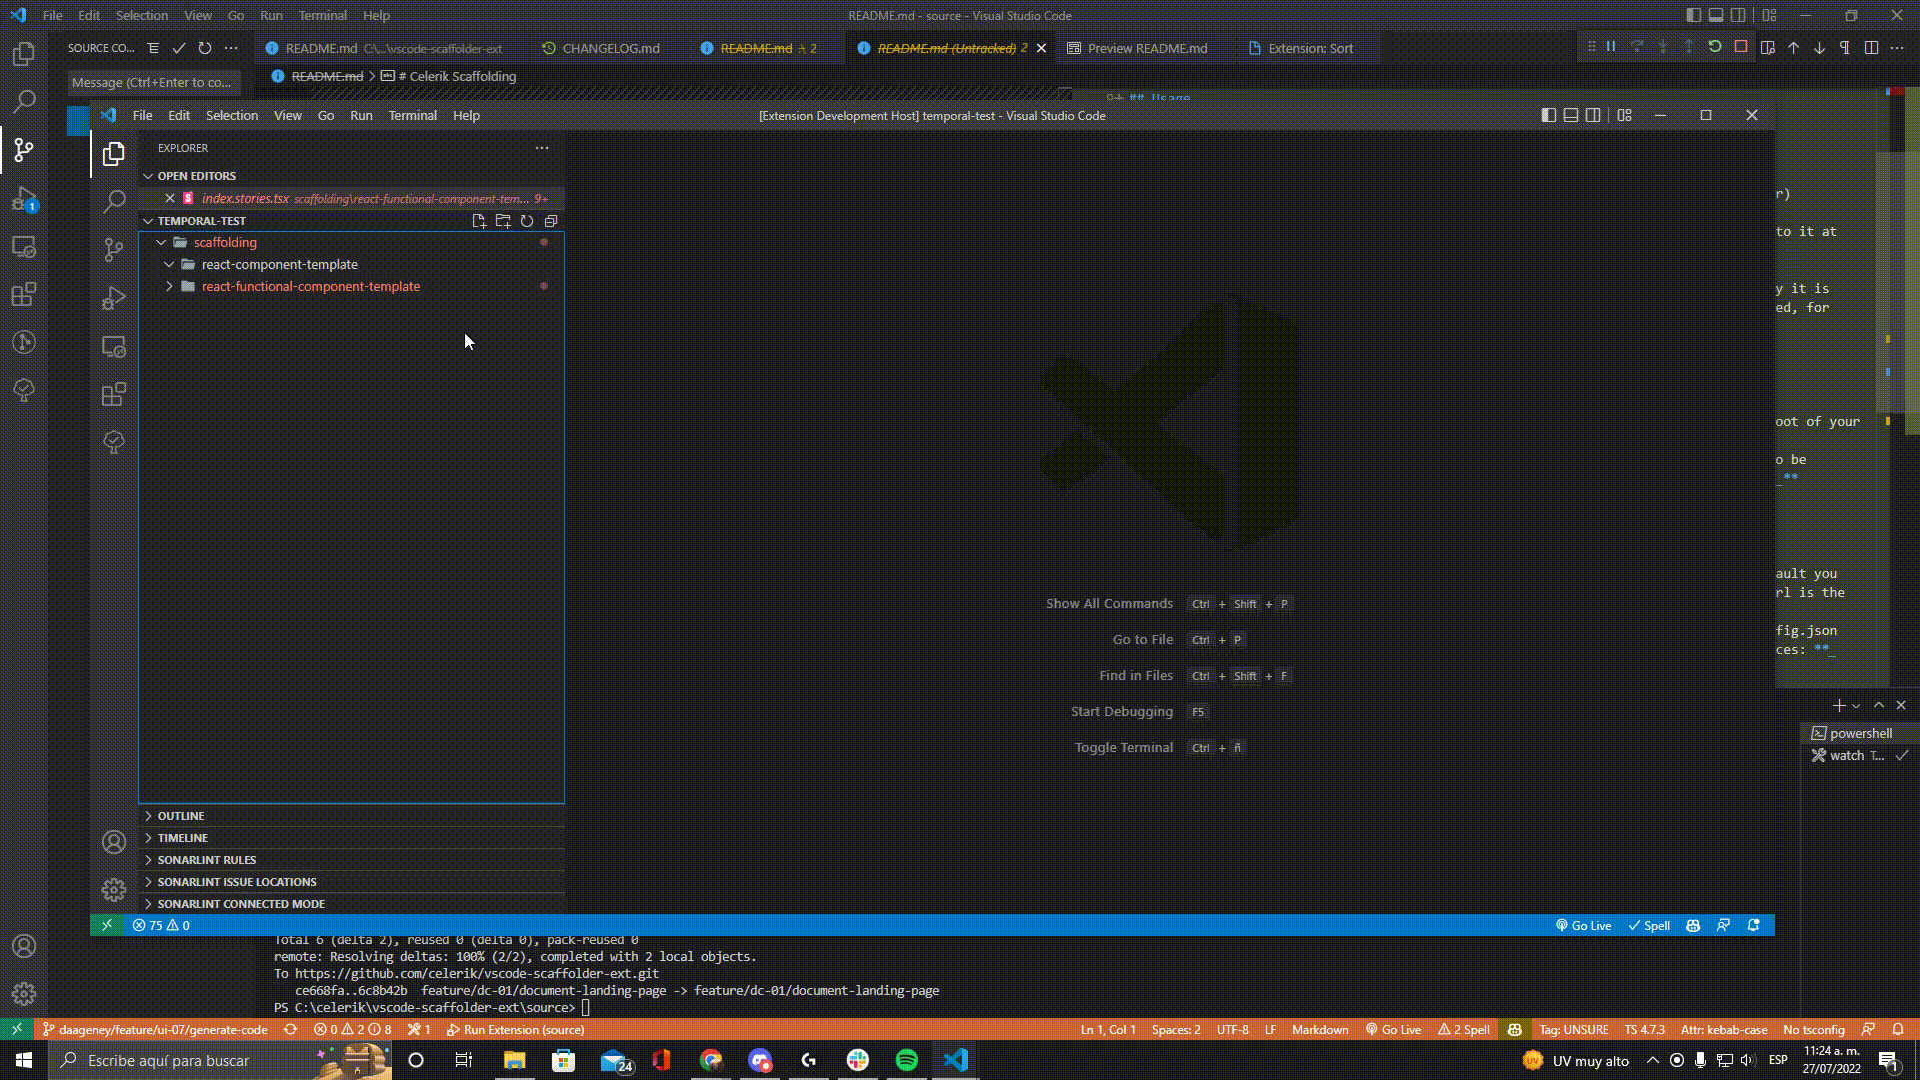 File Edit Selection View Go Run Terminal Help
README.md - source - Visual Studio Code
SOURCE CO...
README.md C:\...\vscode-scaffolder-ext
CHANGELOG.md
README.md 2
README.md (Untracked) 2
Preview README.md
Extension: Sort
Message (Ctrl+Enter to co...
README.md > # Celerik Scaffolding
9+ ## Usage
File Edit Selection View Go Run Terminal Help
[Extension Development Host] temporal-test - Visual Studio Code
EXPLORER
OPEN EDITORS
index.stories.tsx scaffolding\react-functional-component-tem... 9+
TEMPORAL-TEST
scaffolding
react-component-template
react-functional-component-template
r)
to it at
y it is
ed, for
oot of your
o be
_**
ault you
rl is the
fig.json
ces: **_
Show All Commands Ctrl + Shift + P
Go to File Ctrl + P
Find in Files Ctrl + Shift + F
Start Debugging F5
Toggle Terminal Ctrl + ñ
powershell
watch T...
1
OUTLINE
TIMELINE
SONARLINT RULES
SONARLINT ISSUE LOCATIONS
SONARLINT CONNECTED MODE
75 0
Go Live Spell
Total 6 (delta 2), reused 0 (delta 0), pack-reused 0
remote: Resolving deltas: 100% (2/2), completed with 2 local objects.
To https://github.com/celerik/vscode-scaffolder-ext.git
ce668fa..6c8b42b feature/dc-01/document-landing-page -> feature/dc-01/document-landing-page
PS C:\celerik\vscode-scaffolder-ext\source>
daageney/feature/ui-07/generate-code 0 2 8 1 Run Extension (source)
Ln 1, Col 1 Spaces: 2 UTF-8 LF Markdown Go Live 2 Spell Tag: UNSURE TS 4.7.3 Attr: kebab-case No tsconfig
Escribe aquí para buscar
24
UV muy alto
ESP
11:24 a. m.
27/07/2022
1